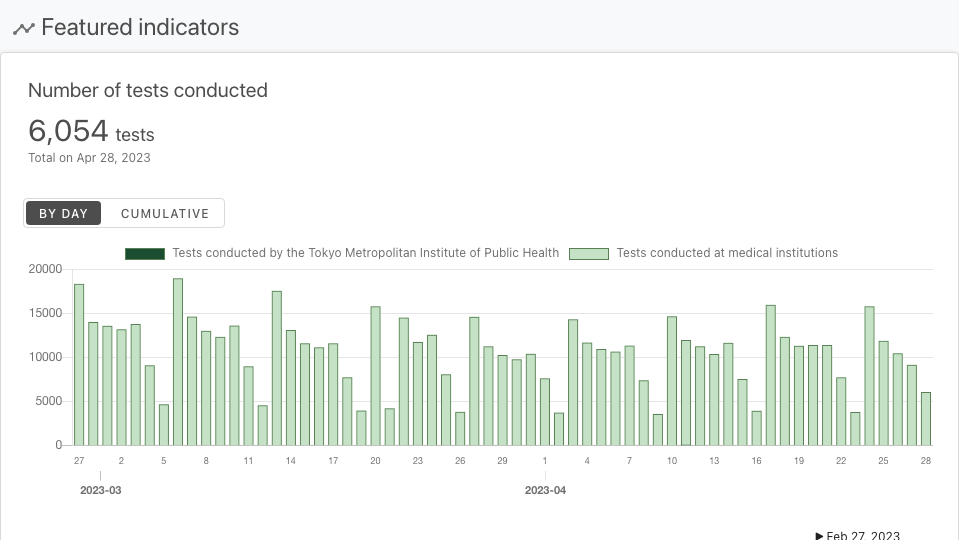 Featured indicators
Number of tests conducted
6,054 tests
Total on Apr 28, 2023
BY DAY CUMULATIVE
Tests conducted by the Tokyo Metropolitan Institute of Public Health Tests conducted at medical institutions
20000
15000
10000
5000
0
27 2 5 8 11 14 17 20 23 26 29 1 4 7 10 13 16 19 22 25 28
2023-03 2023-04
Feb 27, 2023